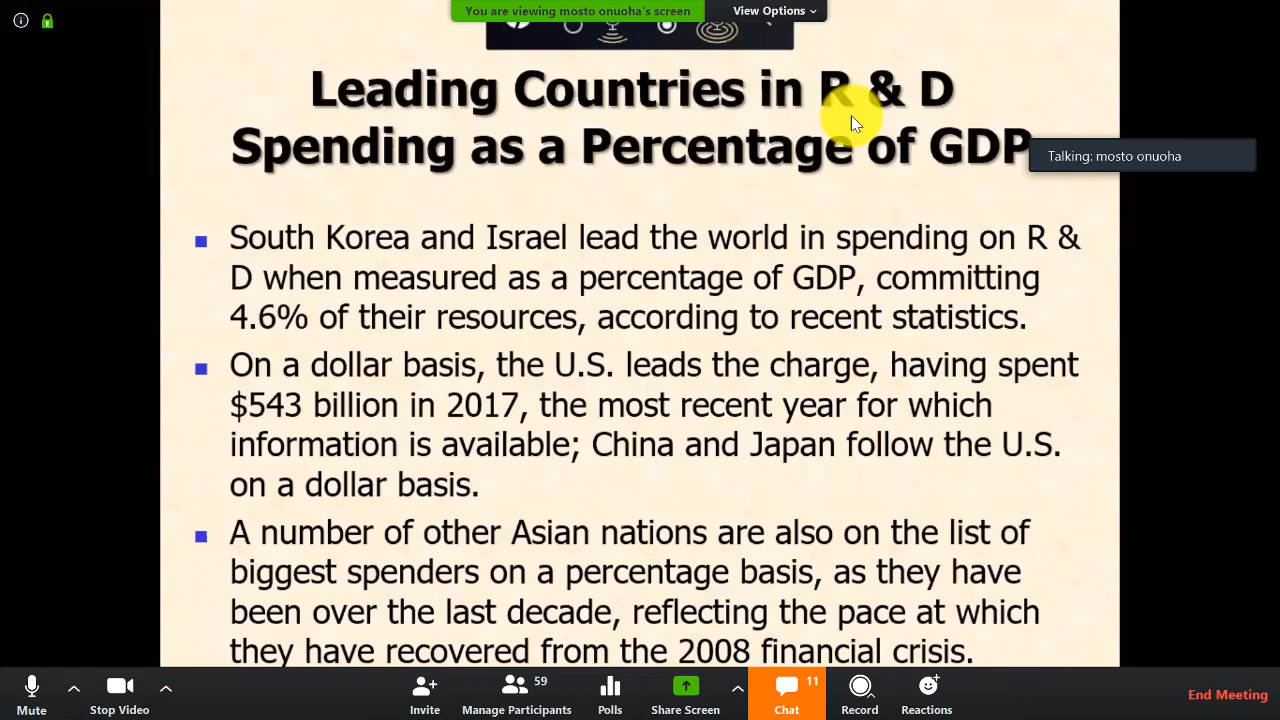 You are viewing mosto onuoha's screen
View Options
Leading Countries in R & D
Spending as a Percentage of GDP
Talking: mosto onuoha
South Korea and Israel lead the world in spending on R &
D when measured as a percentage of GDP, committing
4.6% of their resources, according to recent statistics.
On a dollar basis, the U.S. leads the charge, having spent
$543 billion in 2017, the most recent year for which
information is available; China and Japan follow the U.S.
on a dollar basis.
A number of other Asian nations are also on the list of
biggest spenders on a percentage basis, as they have
been over the last decade, reflecting the pace at which
they have recovered from the 2008 financial crisis.
Mute
Stop Video
Invite
59
Manage Participants
Polls
Share Screen
11
Chat
Record
Reactions
End Meeting